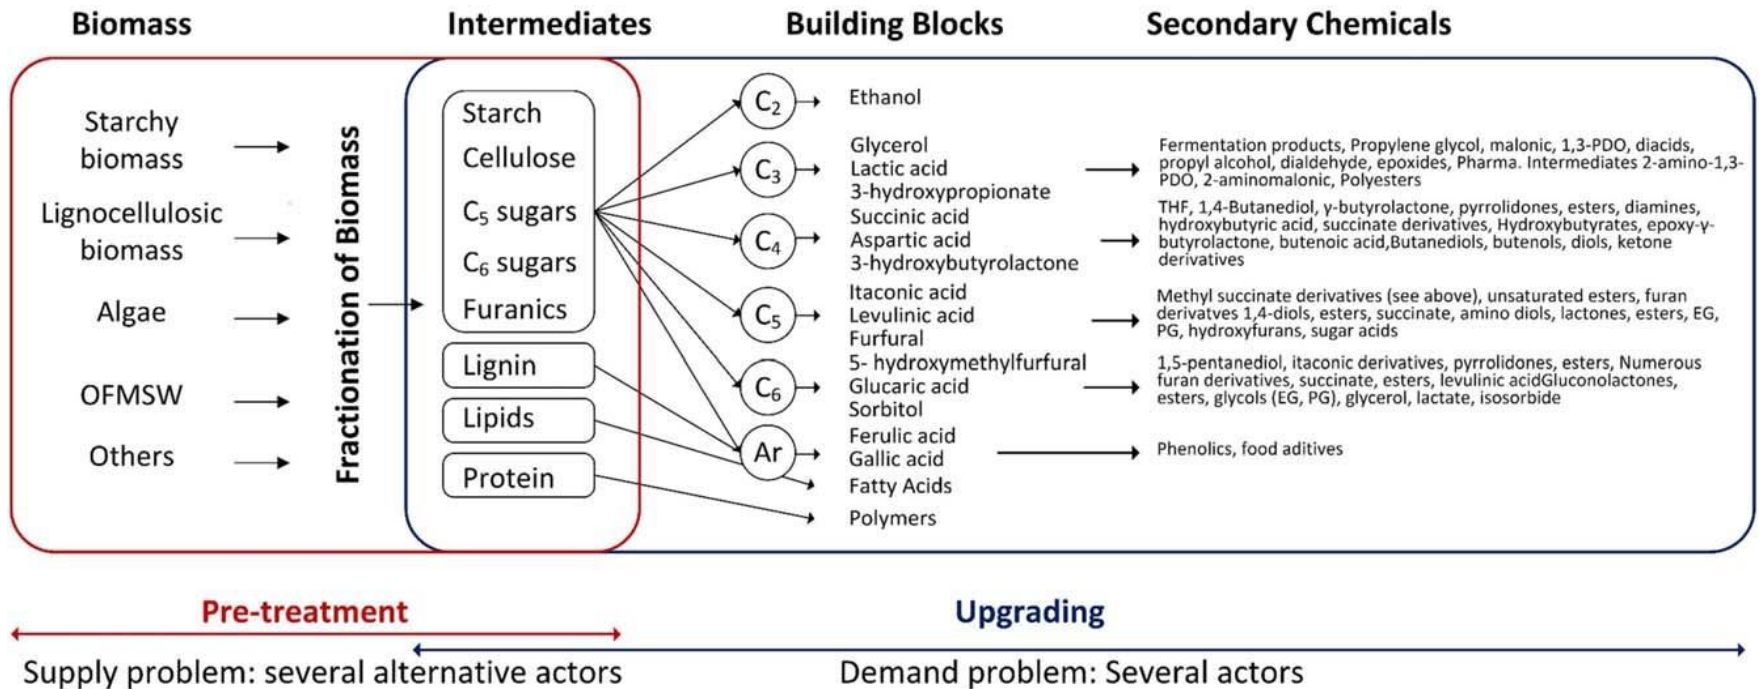 Biomass
Intermediates
Building Blocks
Secondary Chemicals
Starchy
biomass
Lignocellulosic
biomass
Algae
OFMSW
Others
Fractionation of Biomass
Starch
Cellulose
C₅ sugars
C₆ sugars
Furanics
Lignin
Lipids
Protein
C₂
C₃
C₄
C₅
C₆
Ar
Ethanol
Glycerol
Lactic acid
3-hydroxypropionate
Succinic acid
Aspartic acid
3-hydroxybutyrolactone
Itaconic acid
Levulinic acid
Furfural
5- hydroxymethylfurfural
Glucaric acid
Sorbitol
Ferulic acid
Gallic acid
Fatty Acids
Polymers
Fermentation products, Propylene glycol, malonic, 1,3-PDO, diacids,
propyl alcohol, dialdehyde, epoxides, Pharma. Intermediates 2-amino-1,3-
PDO, 2-aminomalonic, Polyesters
THF, 1,4-Butanediol, γ-butyrolactone, pyrrolidones, esters, diamines,
hydroxybutyric acid, succinate derivatives, Hydroxybutyrates, epoxy-γ-
butyrolactone, butenoic acid,Butanediols, butenols, diols, ketone
derivatives
Methyl succinate derivatives (see above), unsaturated esters, furan
derivatves 1,4-diols, esters, succinate, amino diols, lactones, esters, EG,
PG, hydroxyfurans, sugar acids
1,5-pentanediol, itaconic derivatives, pyrrolidones, esters, Numerous
furan derivatives, succinate, esters, levulinic acidGluconolactones,
esters, glycols (EG, PG), glycerol, lactate, isosorbide
Phenolics, food aditives
Pre-treatment
Upgrading
Supply problem: several alternative actors
Demand problem: Several actors